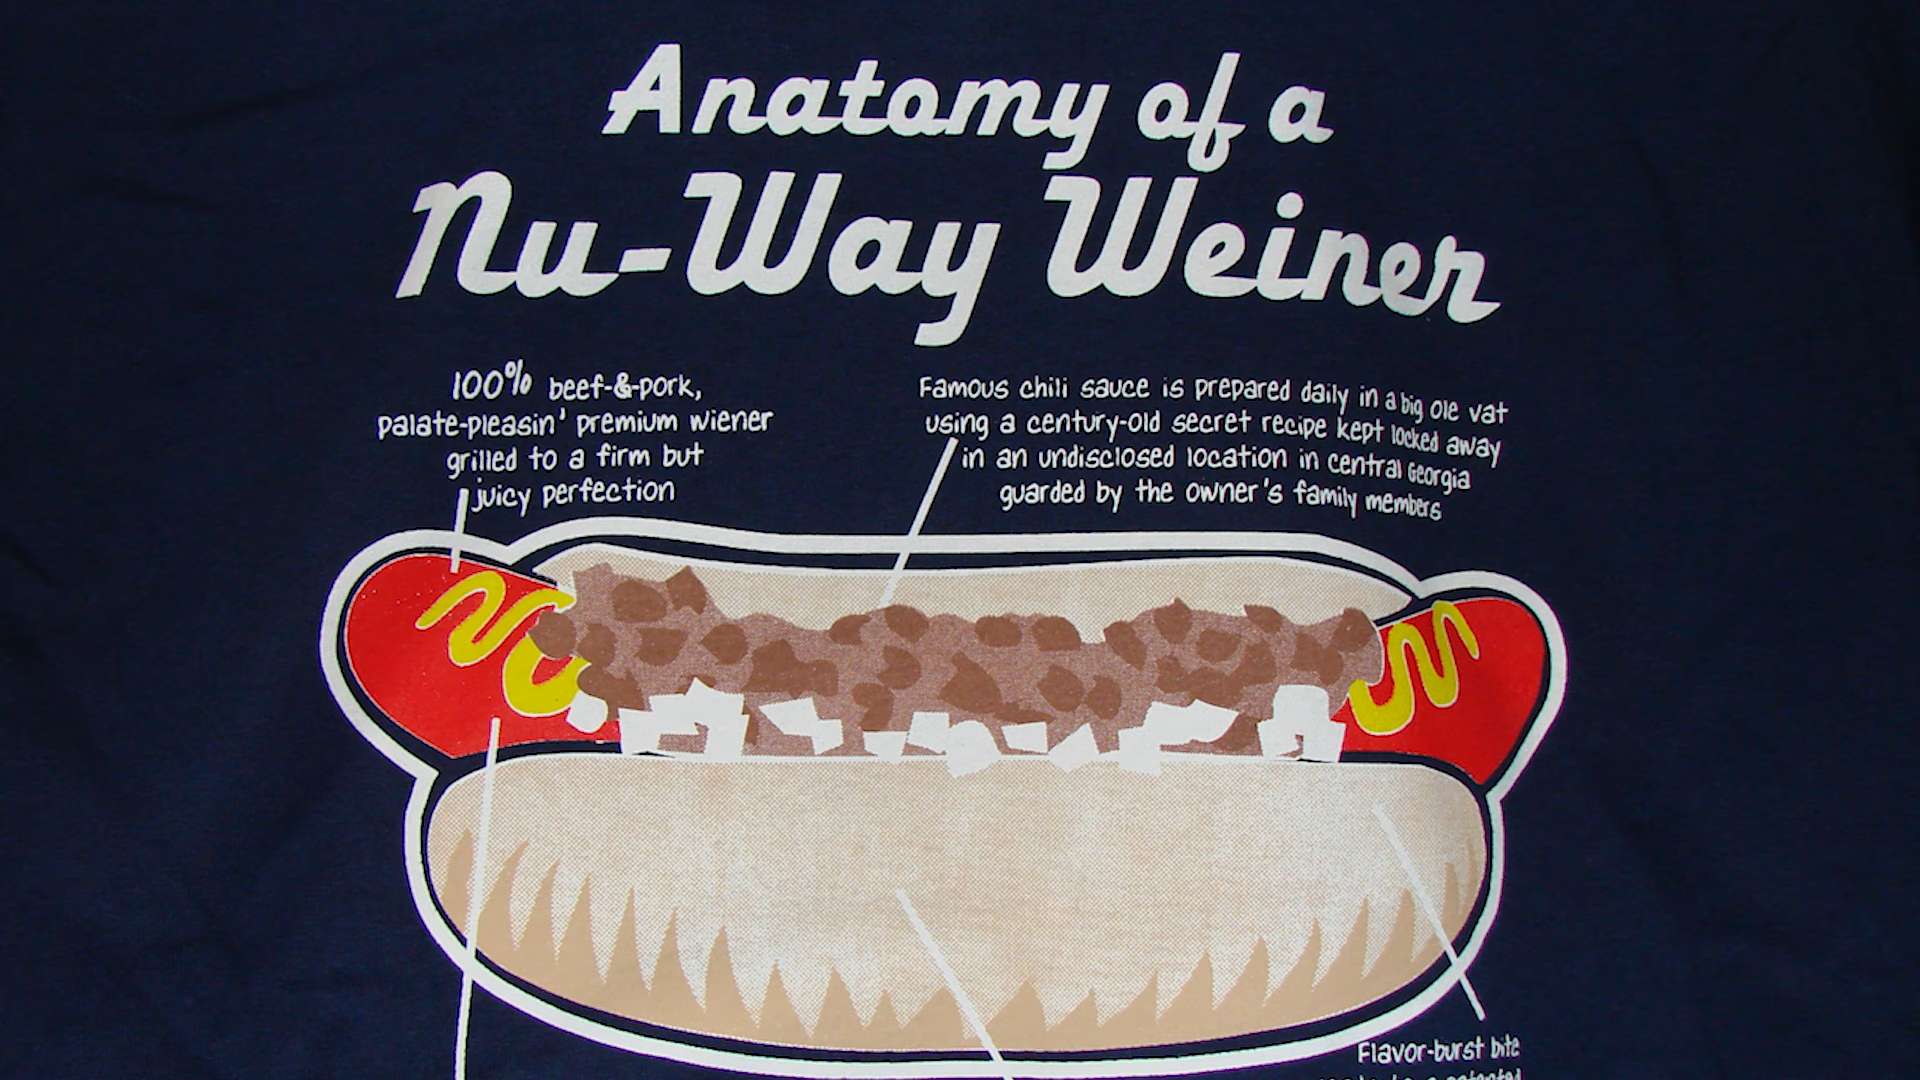 Anatomy of a
Nu-Way Weiner
100% beef-&-pork,
palate-pleasin' premium wiener
grilled to a firm but
juicy perfection
Famous chili sauce is prepared daily in a big ole vat
using a century-old secret recipe kept locked away
in an undisclosed location in central Georgia
guarded by the owner's family members
Flavor-burst bite